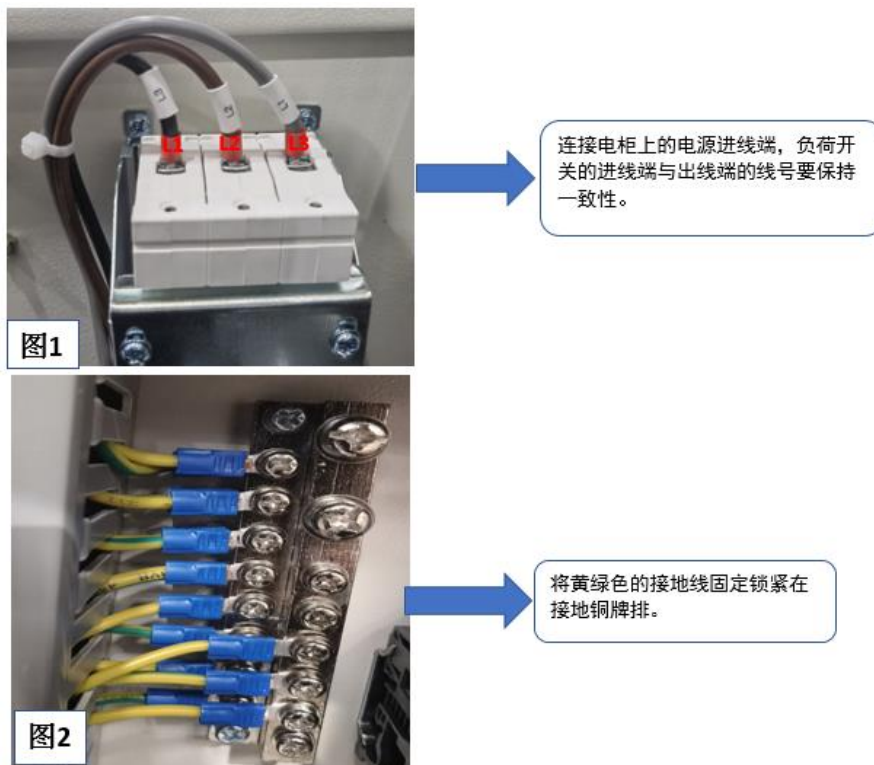 L3
L2
L1
L1
L2
L3
连接电柜上的电源进线端，负荷开
关的进线端与出线端的线号要保持
一致性。
图1
将黄绿色的接地线固定锁紧在
接地铜牌排。
图2